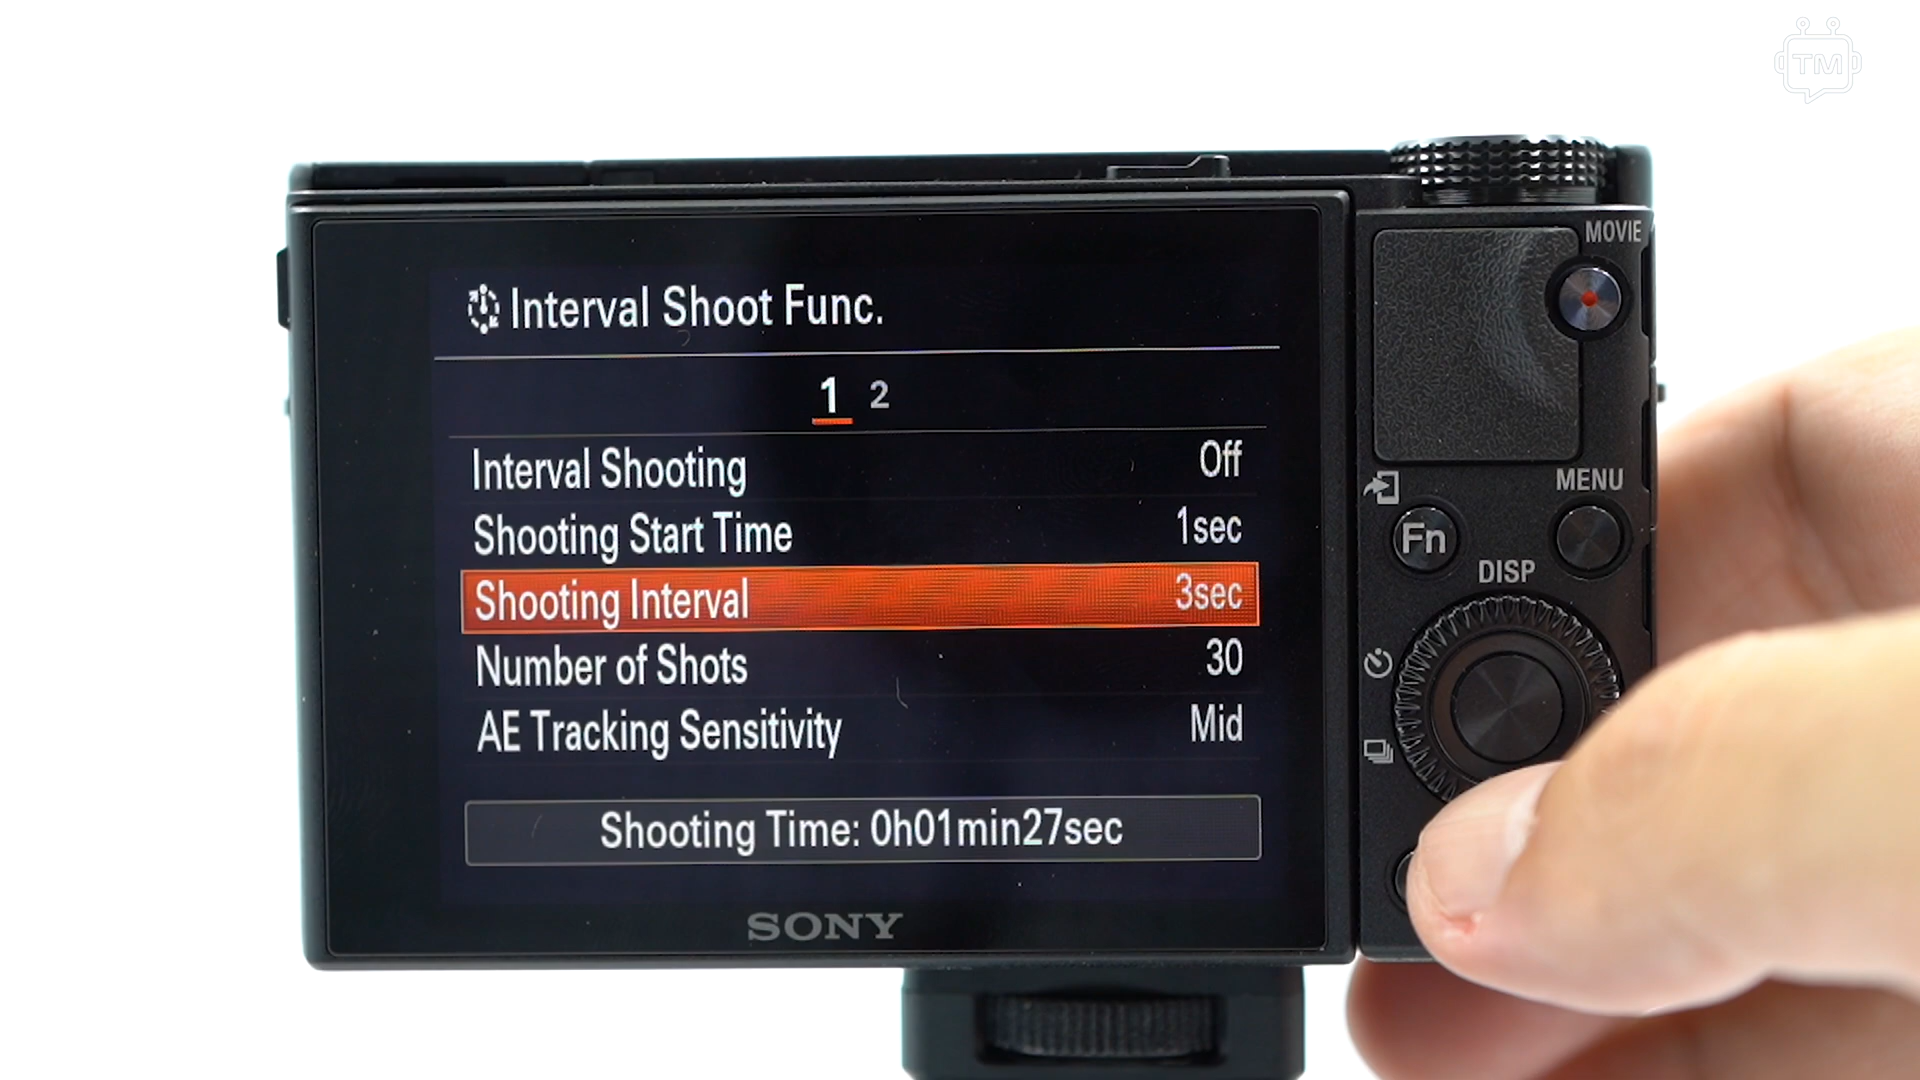 TM
MOVIE
Interval Shoot Func.
1 2
Interval Shooting Off
Shooting Start Time 1sec
Shooting Interval 3sec
Number of Shots 30
AE Tracking Sensitivity Mid
Shooting Time: 0h01min27sec
SONY
MENU
Fn
DISP